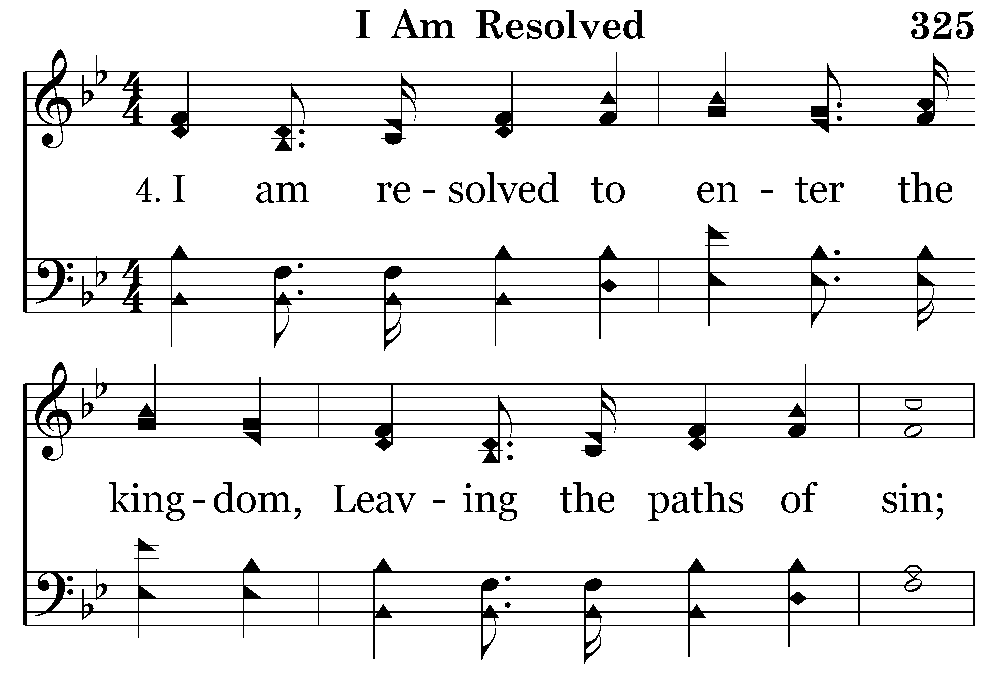 I Am Resolved 325
4. I am re - solved to en - ter the
king - dom, Leav - ing the paths of sin;